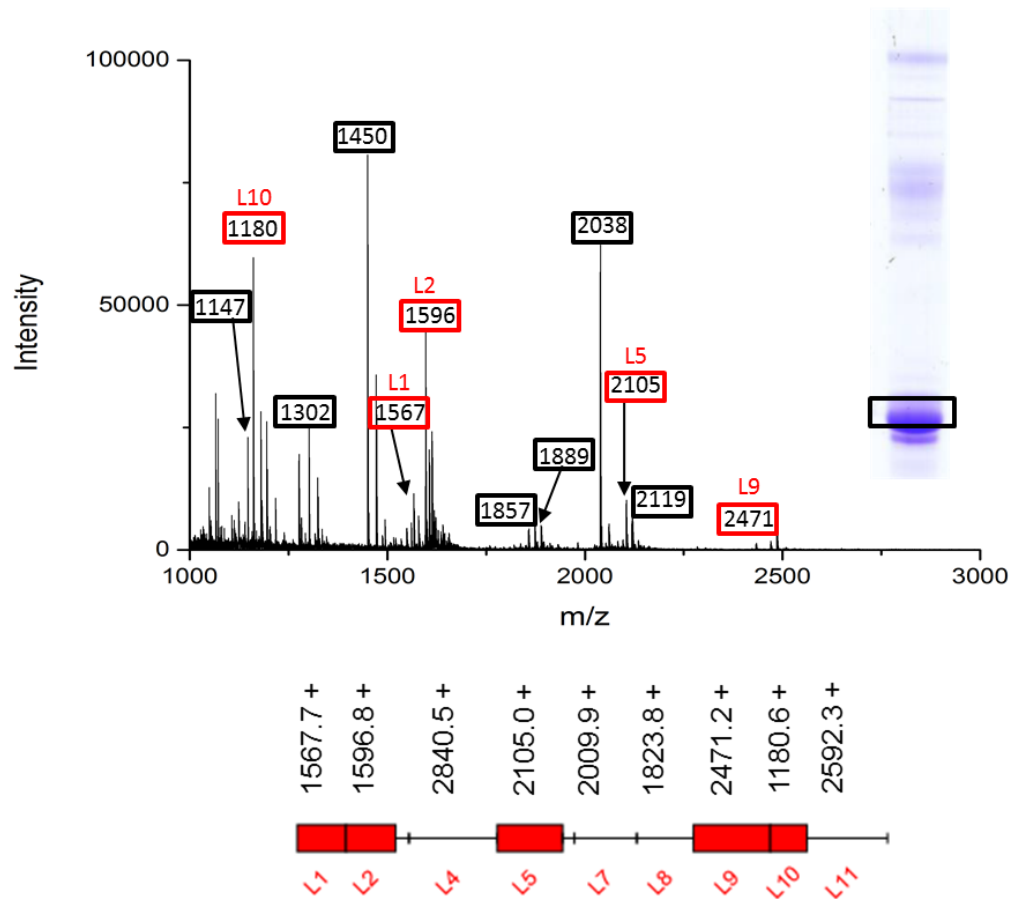 100000
50000
0
Intensity
1000
1500
2000
2500
3000
m/z
1450
L10
1180
1147
2038
L2
1596
L5
2105
L1
1567
1302
1889
1857
2119
L9
2471
1567.7 +
1596.8 +
2840.5 +
2105.0 +
2009.9 +
1823.8 +
2471.2 +
1180.6 +
2592.3 +
L1
L2
L4
L5
L7
L8
L9
L10
L11